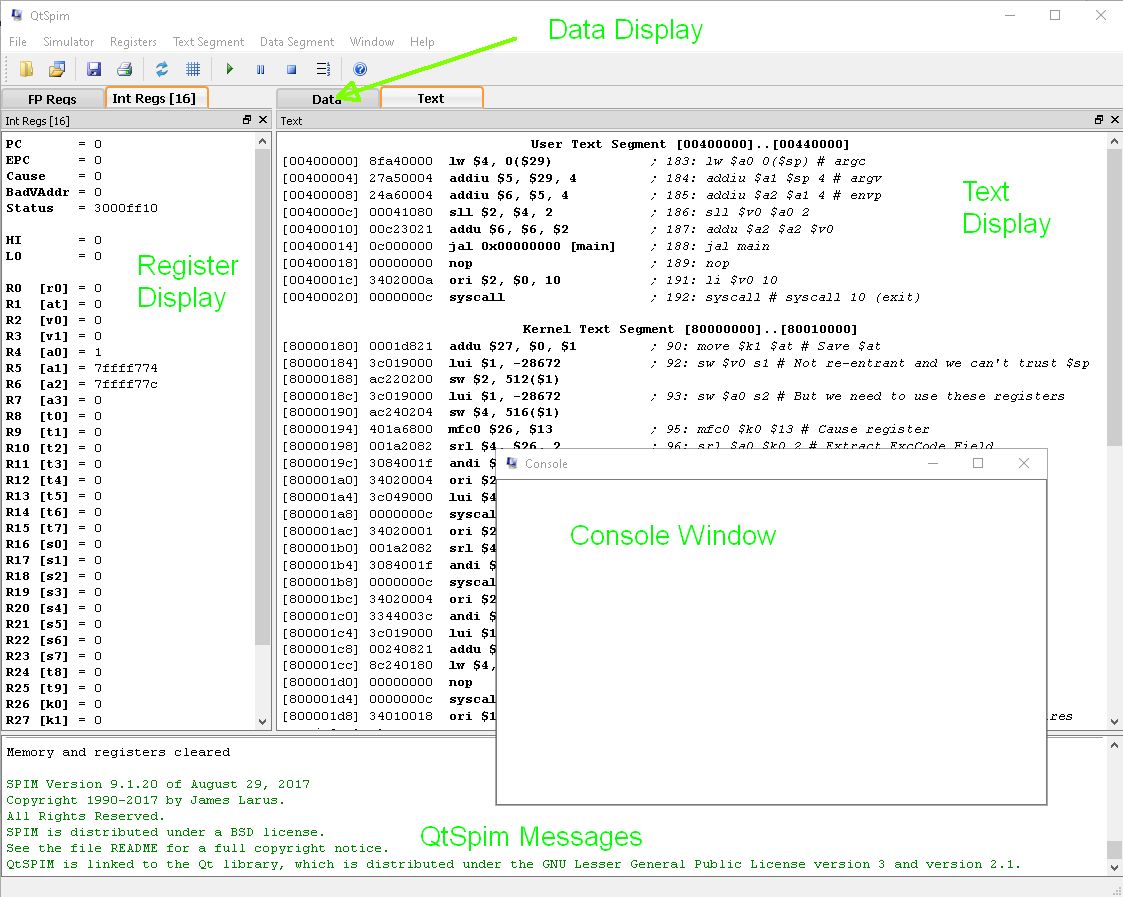 QtSpim
Data Display
File Simulator Registers Text Segment Data Segment Window Help
FP Regs Int Regs [16] Data Text
Int Regs [16]
PC = 0
EPC = 0
Cause = 0
BadVAddr = 0
Status = 3000ff10
HI = 0
LO = 0
R0 [r0] = 0
R1 [at] = 0
R2 [v0] = 0
R3 [v1] = 0
R4 [a0] = 1
R5 [a1] = 7ffff774
R6 [a2] = 7ffff77c
R7 [a3] = 0
R8 [t0] = 0
R9 [t1] = 0
R10 [t2] = 0
R11 [t3] = 0
R12 [t4] = 0
R13 [t5] = 0
R14 [t6] = 0
R15 [t7] = 0
R16 [s0] = 0
R17 [s1] = 0
R18 [s2] = 0
R19 [s3] = 0
R20 [s4] = 0
R21 [s5] = 0
R22 [s6] = 0
R23 [s7] = 0
R24 [t8] = 0
R25 [t9] = 0
R26 [k0] = 0
R27 [k1] = 0
Register
Display
Text
User Text Segment [00400000]..[00440000]
[00400000] 8fa40000 lw $4, 0($29) ; 183: lw $a0 0($sp) # argc
[00400004] 27a50004 addiu $5, $29, 4 ; 184: addiu $a1 $sp 4 # argv
[00400008] 24a60004 addiu $6, $5, 4 ; 185: addiu $a2 $a1 4 # envp
[0040000c] 00041080 sll $2, $4, 2 ; 186: sll $v0 $a0 2
[00400010] 00c23021 addu $6, $6, $2 ; 187: addu $a2 $a2 $v0
[00400014] 0c000000 jal 0x00000000 [main] ; 188: jal main
[00400018] 00000000 nop ; 189: nop
[0040001c] 3402000a ori $2, $0, 10 ; 191: li $v0 10
[00400020] 0000000c syscall ; 192: syscall # syscall 10 (exit)
Text
Display
Kernel Text Segment [80000000]..[80010000]
[80000180] 0001d821 addu $27, $0, $1 ; 90: move $k1 $at # Save $at
[80000184] 3c019000 lui $1, -28672 ; 92: sw $v0 s1 # Not re-entrant and we can't trust $sp
[80000188] ac220200 sw $2, 512($1)
[8000018c] 3c019000 lui $1, -28672 ; 93: sw $a0 s2 # But we need to use these registers
[80000190] ac240204 sw $4, 516($1)
[80000194] 401a6800 mfc0 $26, $13 ; 95: mfc0 $k0 $13 # Cause register
[80000198] 001a2082 srl $4, $26, 2 ; 96: srl $a0 $k0 2 # Extract ExcCode Field
[8000019c] 3084001f andi $
[800001a0] 34020004 ori $2
[800001a4] 3c049000 lui $4
[800001a8] 0000000c syscal
[800001ac] 34020001 ori $2
[800001b0] 001a2082 srl $4
[800001b4] 3084001f andi $
[800001b8] 0000000c syscal
[800001bc] 34020004 ori $2
[800001c0] 3344003c andi $
[800001c4] 3c019000 lui $1
[800001c8] 00240821 addu $
[800001cc] 8c240180 lw $4,
[800001d0] 00000000 nop
[800001d4] 0000000c syscal
[800001d8] 34010018 ori $1 res
Console
Console Window
Memory and registers cleared
SPIM Version 9.1.20 of August 29, 2017
Copyright 1990-2017 by James Larus.
All Rights Reserved.
SPIM is distributed under a BSD license.
See the file README for a full copyright notice.
QtSPIM is linked to the Qt library, which is distributed under the GNU Lesser General Public License version 3 and version 2.1.
QtSpim Messages